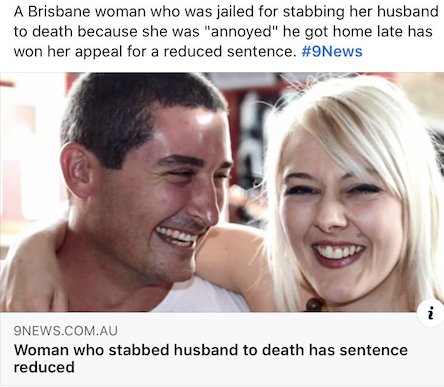 A Brisbane woman who was jailed for stabbing her husband
to death because she was "annoyed" he got home late has
won her appeal for a reduced sentence. #9News
i
9NEWS.COM.AU
Woman who stabbed husband to death has sentence
reduced